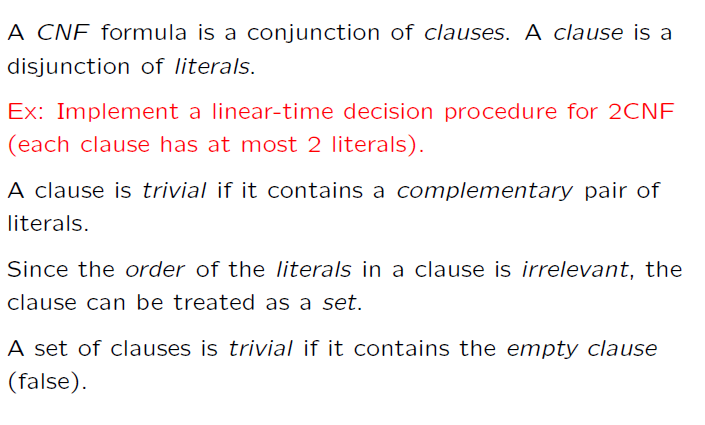 A CNF formula is a conjunction of clauses. A clause is a
disjunction of literals.
Ex: Implement a linear-time decision procedure for 2CNF
(each clause has at most 2 literals).
A clause is trivial if it contains a complementary pair of
literals.
Since the order of the literals in a clause is irrelevant, the
clause can be treated as a set.
A set of clauses is trivial if it contains the empty clause
(false).